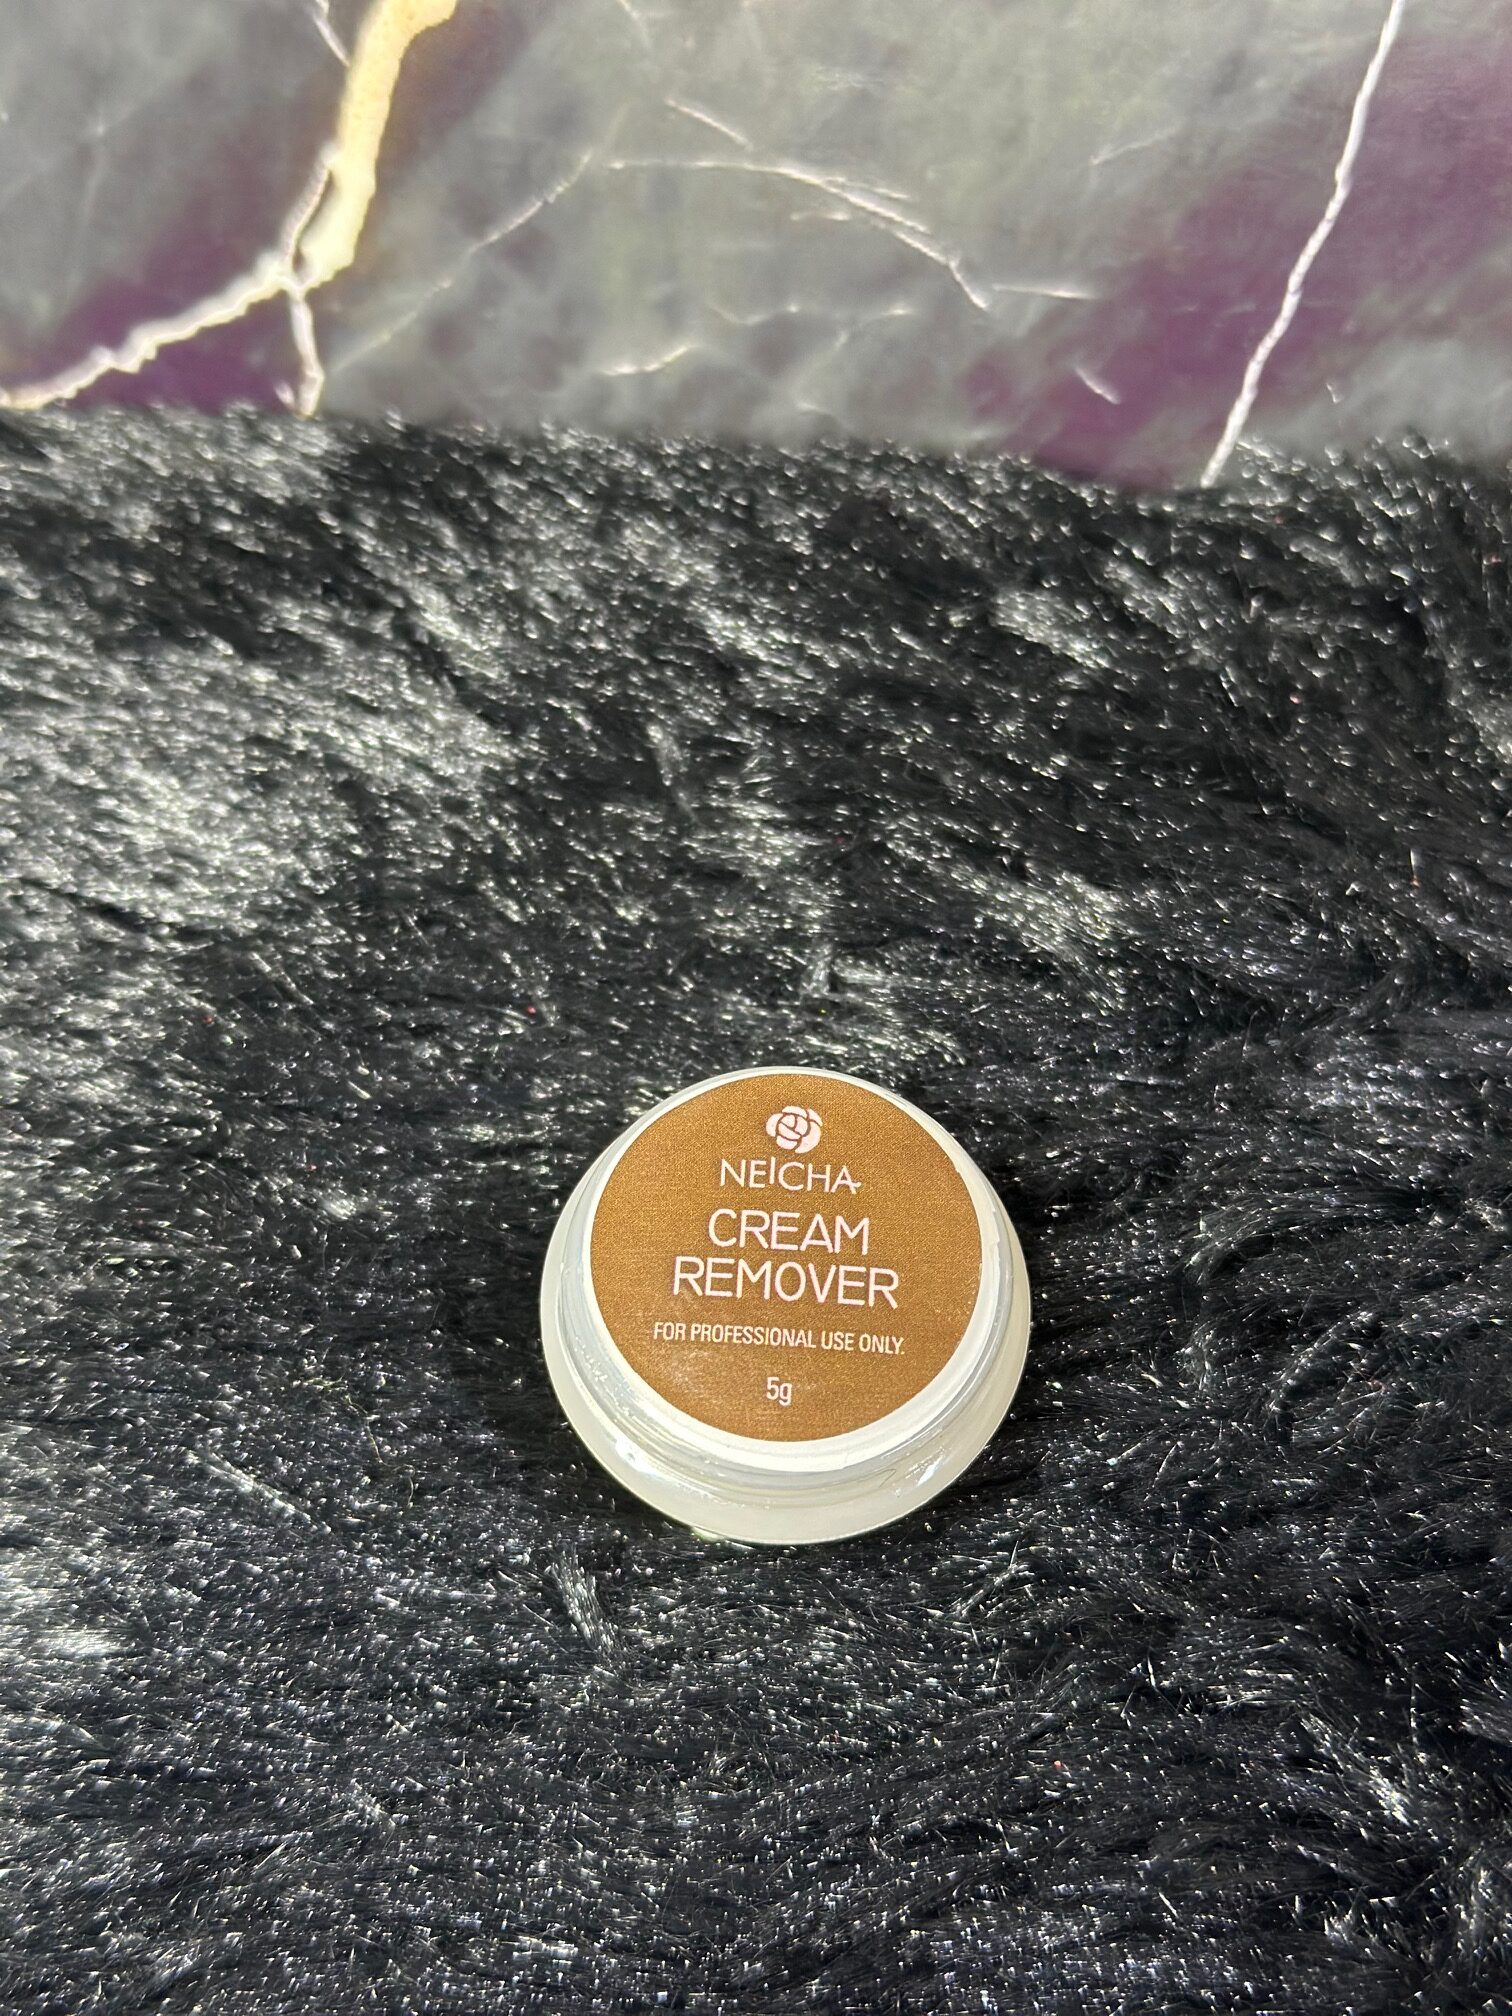 NEICHA
CREAM
REMOVER
FOR PROFESSIONAL USE ONLY.
5g